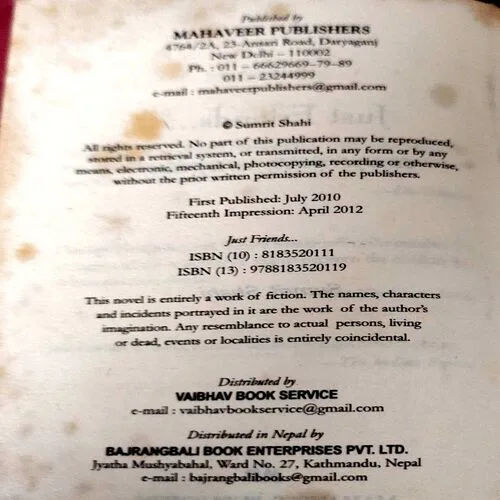 Published by
MAHAVEER PUBLISHERS
4764/2A, 23-Ansari Road, Daryaganj
New Delhi - 110002
Ph. : 011 - 66629669-79-89
011 - 23244999
e-mail : mahaveerpublishers@gmail.com
© Sumrit Shahi
All rights reserved. No part of this publication may be reproduced,
stored in a retrieval system, or transmitted, in any form or by any
means, electronic, mechanical, photocopying, recording or otherwise,
without the prior written permission of the publishers.
First Published: July 2010
Fifteenth Impression: April 2012
Just Friends...
ISBN (10) : 8183520111
ISBN (13) : 9788183520119
This novel is entirely a work of fiction. The names, characters
and incidents portrayed in it are the work of the author's
imagination. Any resemblance to actual persons, living
or dead, events or localities is entirely coincidental.
Distributed by
VAIBHAV BOOK SERVICE
e-mail : vaibhavbookservice@gmail.com
Distributed in Nepal by
BAJRANGBALI BOOK ENTERPRISES PVT. LTD.
Jyatha Mushyabahal, Ward No. 27, Kathmandu, Nepal
e-mail : bajrangbalibooks@gmail.com